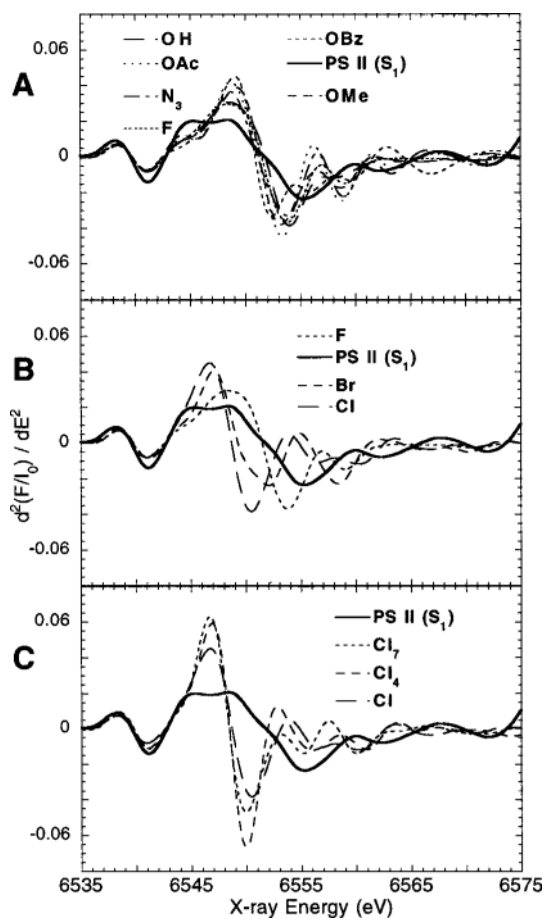 A
0.06
0
-0.06
OH
OAc
N₃
F
OBz
PS II (S₁)
OMe
B
0.06
0
-0.06
F
PS II (S₁)
Br
Cl
d²(F/I₀) / dE²
C
0.06
0
-0.06
PS II (S₁)
Cl₇
Cl₄
Cl
6535 6545 6555 6565 6575
X-ray Energy (eV)